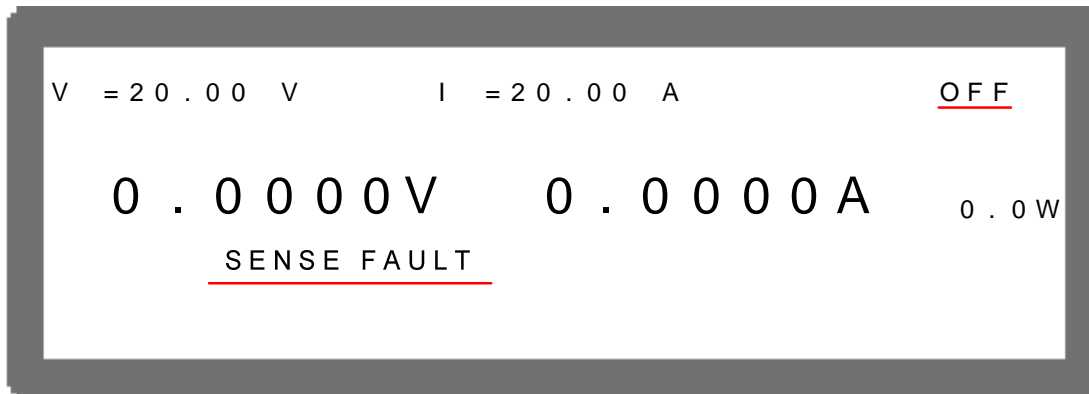 V =20.00 V I =20.00 A OFF
0.0000V 0.0000A 0.0W
SENSE FAULT